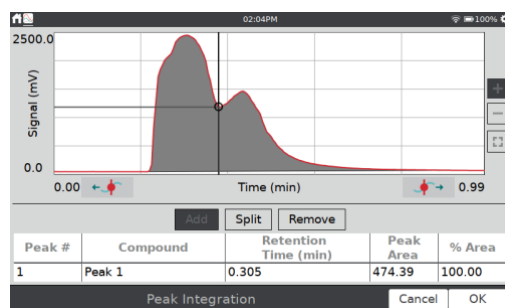 02:04PM 100%
2500.0
Signal (mV)
0.0
0.00 Time (min) 0.99
Add Split Remove
Peak # Compound Retention Time (min) Peak Area % Area
1 Peak 1 0.305 474.39 100.00
Peak Integration Cancel OK